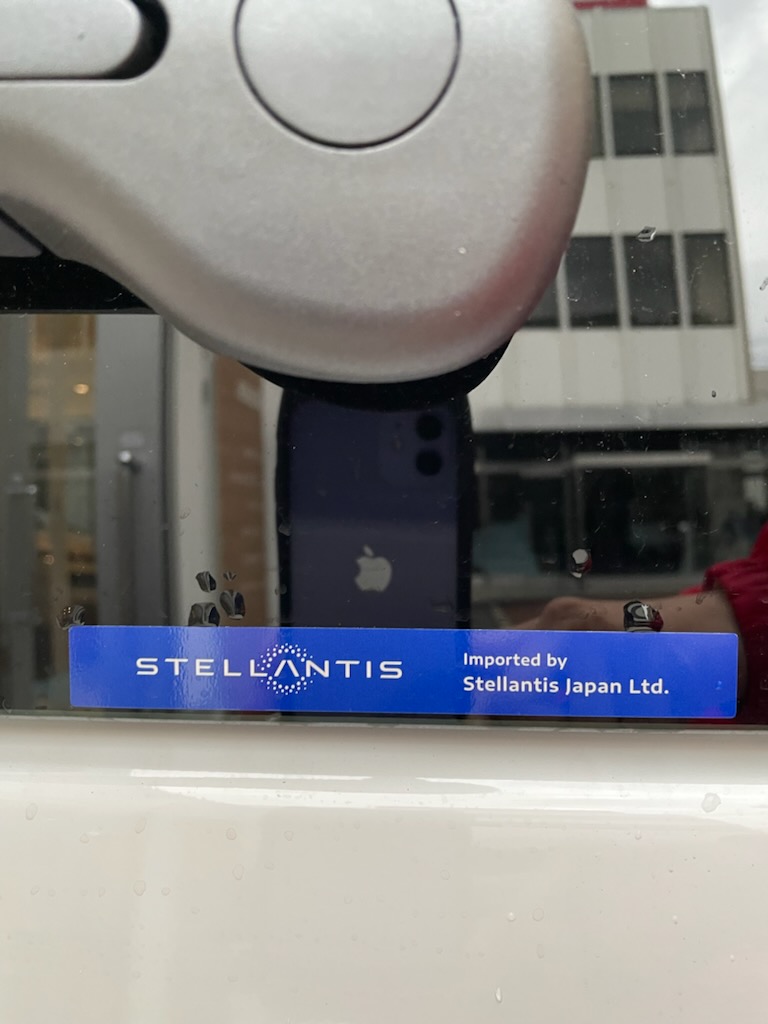 STELLANTIS
Imported by
Stellantis Japan Ltd.